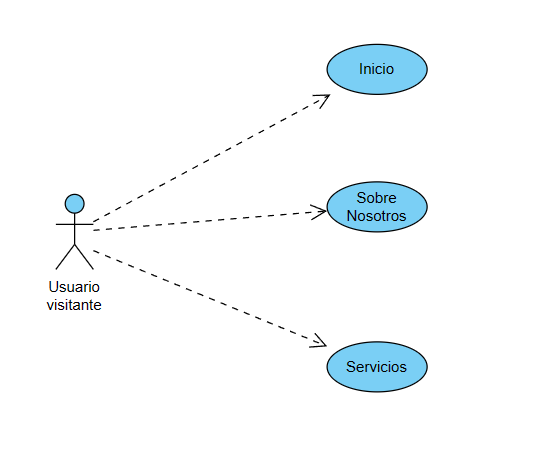 Inicio
Sobre
Nosotros
Usuario
visitante
Servicios